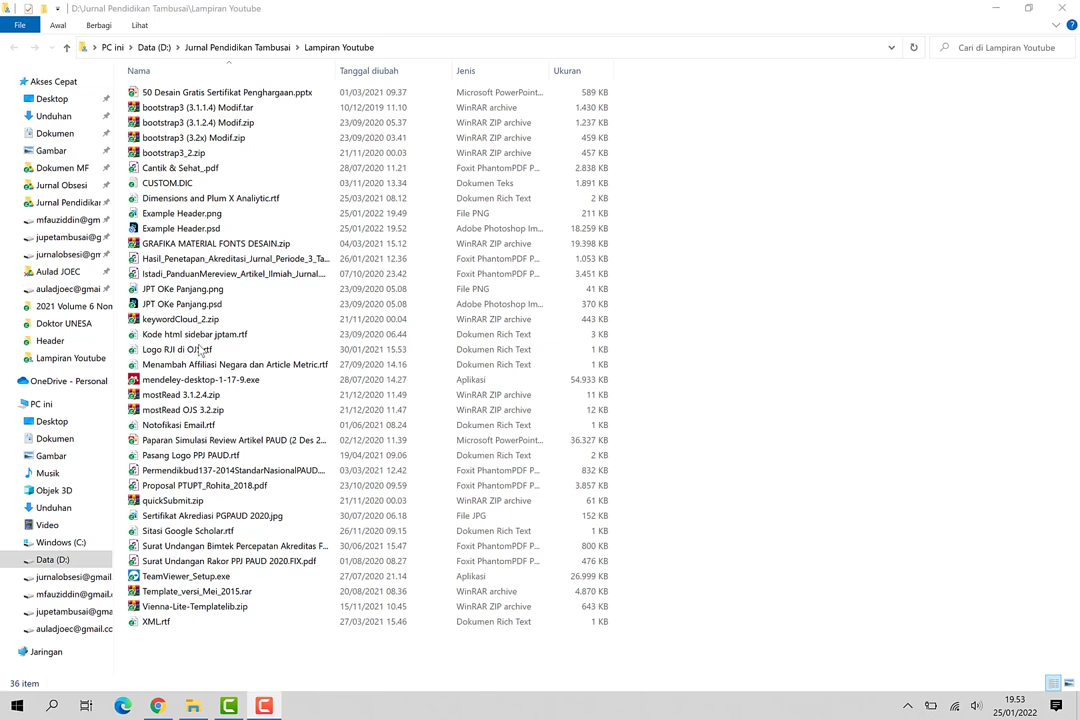 D:\Jurnal Pendidikan Tambusai\Lampiran Youtube
File Awal Berbagi Lihat
PC ini Data (D:) Jurnal Pendidikan Tambusai Lampiran Youtube Cari di Lampiran Youtube
Nama Tanggal diubah Jenis Ukuran
Akses Cepat
Desktop
Unduhan
Dokumen
Gambar
Dokumen MF
Jurnal Obsesi
Jurnal Pendidikar
mfauziddin@gm
jupetambusai@g
jurnalobsesi@gm
Aulad JOEC
auladjoec@gmai
2021 Volume 6 Non
Doktor UNESA
Header
Lampiran Youtube
OneDrive - Personal
PC ini
Desktop
Dokumen
Gambar
Musik
Objek 3D
Unduhan
Video
Windows (C:)
Data (D:)
jurnalobsesi@gmail.
mfauziddin@gmail.c
jupetambusai@gma
auladjoec@gmail.cc
Jaringan
50 Desain Gratis Sertifikat Penghargaan.pptx 01/03/2021 09.37 Microsoft PowerPoint... 589 KB
bootstrap3 (3.1.1.4) Modif.tar 10/12/2019 11.10 WinRAR archive 1.430 KB
bootstrap3 (3.1.2.4) Modif.zip 23/09/2020 05.37 WinRAR ZIP archive 1.237 KB
bootstrap3 (3.2x) Modif.zip 23/09/2020 03.41 WinRAR ZIP archive 459 KB
bootstrap3_2.zip 21/11/2020 00.03 WinRAR ZIP archive 457 KB
Cantik & Sehat_.pdf 28/07/2020 11.21 Foxit PhantomPDF P... 2.838 KB
CUSTOM.DIC 03/11/2020 13.34 Dokumen Teks 1.891 KB
Dimensions and Plum X Analiytic.rtf 25/03/2021 08.12 Dokumen Rich Text 2 KB
Example Header.png 25/01/2022 19.49 File PNG 211 KB
Example Header.psd 25/01/2022 19.52 Adobe Photoshop Im... 18.259 KB
GRAFIKA MATERIAL FONTS DESAIN.zip 04/03/2021 15.12 WinRAR ZIP archive 19.398 KB
Hasil_Penetapan_Akreditasi_Jurnal_Periode_3_Ta... 26/01/2021 12.36 Foxit PhantomPDF P... 1.053 KB
Istadi_PanduanMereview_Artikel_Ilmiah_Jurnal.... 07/10/2020 23.42 Foxit PhantomPDF P... 3.451 KB
JPT OKe Panjang.png 23/09/2020 05.08 File PNG 41 KB
JPT OKe Panjang.psd 23/09/2020 05.08 Adobe Photoshop Im... 370 KB
keywordCloud_2.zip 21/11/2020 00.04 WinRAR ZIP archive 443 KB
Kode html sidebar jptam.rtf 23/09/2020 06.44 Dokumen Rich Text 3 KB
Logo RJI di OJS.rtf 30/01/2021 15.53 Dokumen Rich Text 1 KB
Menambah Affiliasi Negara dan Article Metric.rtf 27/09/2020 14.16 Dokumen Rich Text 1 KB
mendeley-desktop-1-17-9.exe 28/07/2020 14.27 Aplikasi 54.933 KB
mostRead 3.1.2.4.zip 21/12/2020 11.49 WinRAR ZIP archive 11 KB
mostRead OJS 3.2.zip 21/12/2020 11.47 WinRAR ZIP archive 12 KB
Notofikasi Email.rtf 01/06/2021 08.24 Dokumen Rich Text 1 KB
Paparan Simulasi Review Artikel PAUD (2 Des 2... 02/12/2020 11.39 Microsoft PowerPoint... 36.327 KB
Pasang Logo PPJ PAUD.rtf 19/04/2021 09.06 Dokumen Rich Text 2 KB
Permendikbud137-2014StandarNasionalPAUD.... 03/03/2021 12.42 Foxit PhantomPDF P... 832 KB
Proposal PTUPT_Rohita_2018.pdf 23/10/2020 09.59 Foxit PhantomPDF P... 3.857 KB
quickSubmit.zip 21/11/2020 00.03 WinRAR ZIP archive 61 KB
Sertifikat Akrediasi PGPAUD 2020.jpg 30/07/2020 06.18 File JPG 152 KB
Sitasi Google Scholar.rtf 26/11/2020 09.15 Dokumen Rich Text 1 KB
Surat Undangan Bimtek Percepatan Akreditas F... 30/06/2021 15.47 Foxit PhantomPDF P... 800 KB
Surat Undangan Rakor PPJ PAUD 2020.FIX.pdf 01/08/2020 08.27 Foxit PhantomPDF P... 476 KB
TeamViewer_Setup.exe 27/07/2020 21.14 Aplikasi 26.999 KB
Template_versi_Mei_2015.rar 20/08/2021 08.36 WinRAR archive 4.870 KB
Vienna-Lite-Templatelib.zip 15/11/2021 10.45 WinRAR ZIP archive 643 KB
XML.rtf 27/03/2021 15.46 Dokumen Rich Text 1 KB
36 item
19.53
25/01/2022